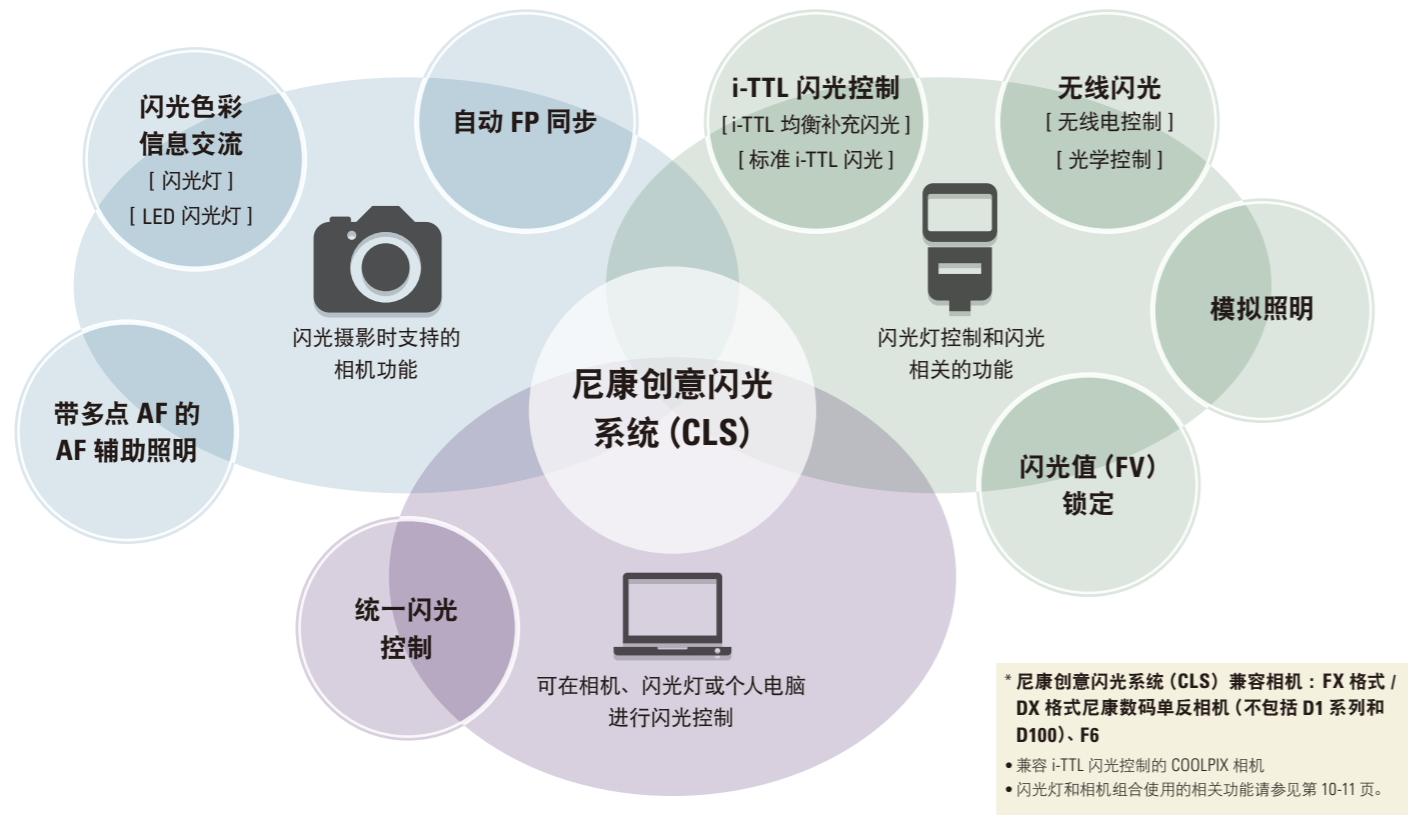 闪光色彩
信息交流
[ 闪光灯 ]
[ LED 闪光灯 ]
自动 FP 同步
i-TTL 闪光控制
[ i-TTL 均衡补充闪光 ]
[ 标准 i-TTL 闪光 ]
无线闪光
[ 无线电控制 ]
[ 光学控制 ]
模拟照明
闪光摄影时支持的
相机功能
闪光灯控制和闪光
相关的功能
尼康创意闪光
系统（CLS）
带多点 AF 的
AF 辅助照明
闪光值（FV）
锁定
统一闪光
控制
可在相机、闪光灯或个人电脑
进行闪光控制
* 尼康创意闪光系统（CLS）兼容相机：FX 格式 /
DX 格式尼康数码单反相机（不包括 D1 系列和
D100）、F6
• 兼容 i-TTL 闪光控制的 COOLPIX 相机
• 闪光灯和相机组合使用的相关功能请参见第 10-11 页。